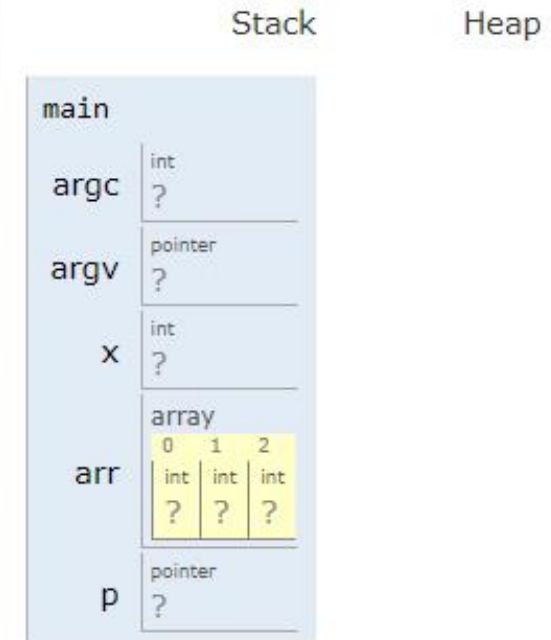 Stack Heap
main
int
argc ?
pointer
argv ?
int
x ?
array
0 1 2
int int int
arr ? ? ?
pointer
p ?